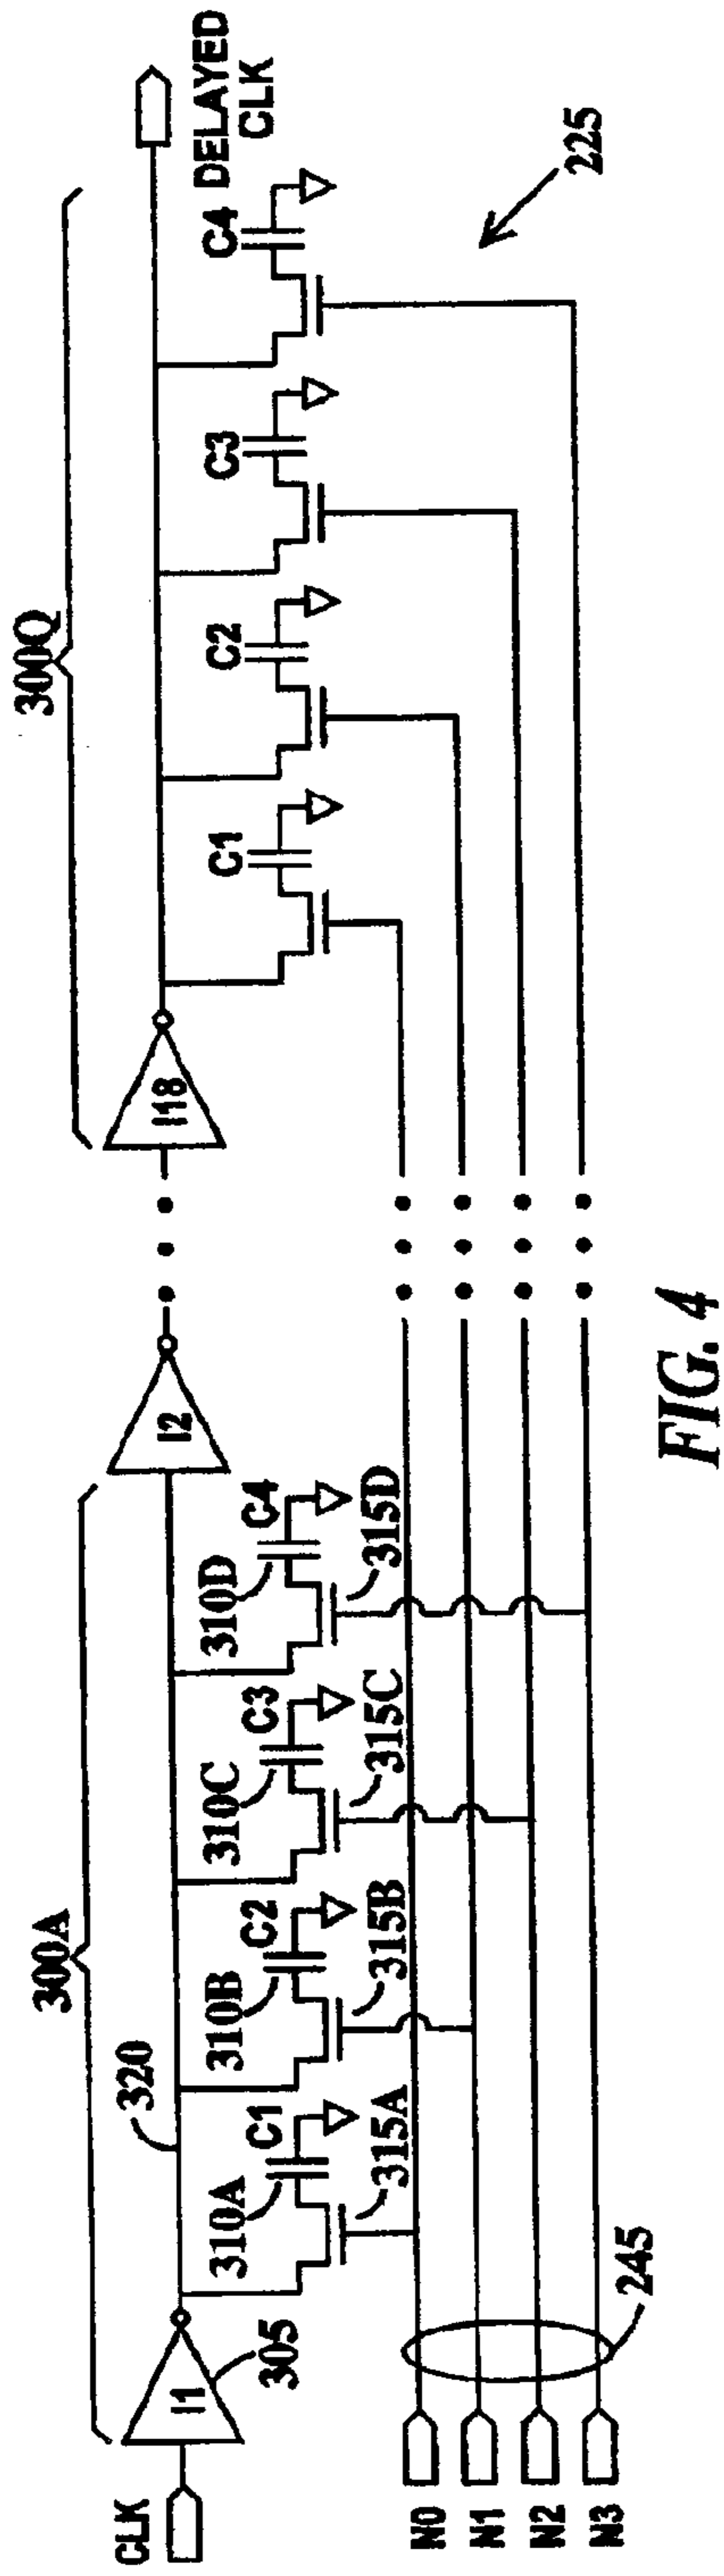 300A
300Q
CLK
I1
305
320
I2
I18
DELAYED
CLK
310A
C1
310B
C2
310C
C3
310D
C4
315A
315B
315C
315D
C1
C2
C3
C4
N0
N1
N2
N3
245
225
FIG. 4